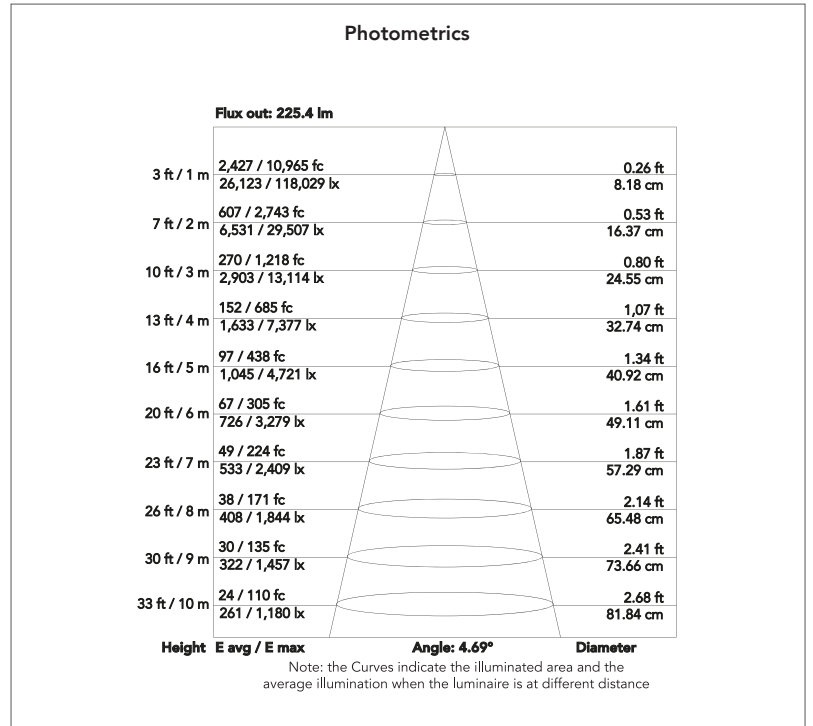 Photometrics
Flux out: 225.4 lm
3 ft / 1 m 2,427 / 10,965 fc 0.26 ft
26,123 / 118,029 lx 8.18 cm
7 ft / 2 m 607 / 2,743 fc 0.53 ft
6,531 / 29,507 lx 16.37 cm
10 ft / 3 m 270 / 1,218 fc 0.80 ft
2,903 / 13,114 lx 24.55 cm
13 ft / 4 m 152 / 685 fc 1,07 ft
1,633 / 7,377 lx 32.74 cm
16 ft / 5 m 97 / 438 fc 1.34 ft
1,045 / 4,721 lx 40.92 cm
20 ft / 6 m 67 / 305 fc 1.61 ft
726 / 3,279 lx 49.11 cm
23 ft / 7 m 49 / 224 fc 1.87 ft
533 / 2,409 lx 57.29 cm
26 ft / 8 m 38 / 171 fc 2.14 ft
408 / 1,844 lx 65.48 cm
30 ft / 9 m 30 / 135 fc 2.41 ft
322 / 1,457 lx 73.66 cm
33 ft / 10 m 24 / 110 fc 2.68 ft
261 / 1,180 lx 81.84 cm
Height E avg / E max Angle: 4.69° Diameter
Note: the Curves indicate the illuminated area and the
average illumination when the luminaire is at different distance